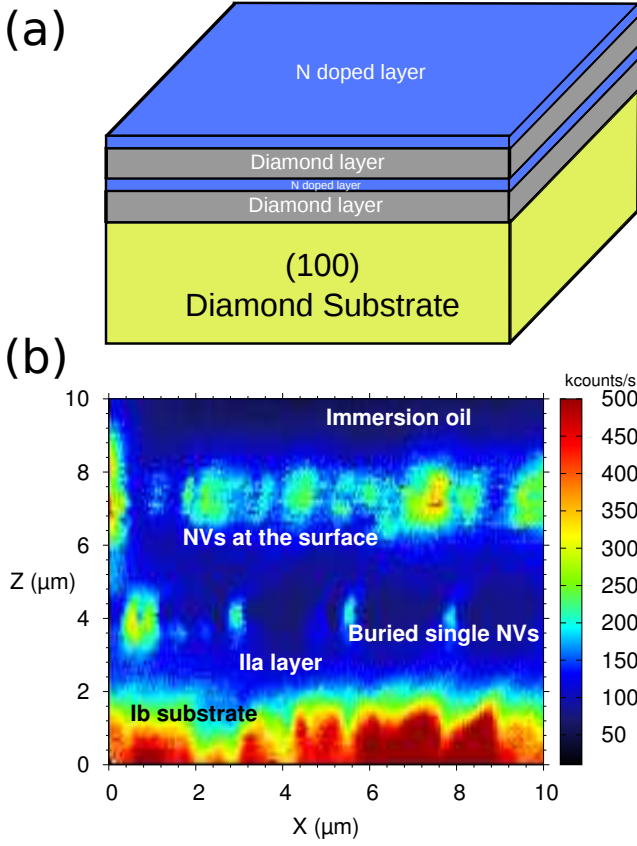 (a)
N doped layer
Diamond layer
N doped layer
Diamond layer
(100)
Diamond Substrate
(b)
kcounts/s
10
8
6
4
2
0
Z (µm)
Immersion oil
NVs at the surface
Buried single NVs
IIa layer
Ib substrate
0 2 4 6 8 10
X (µm)
500
450
400
350
300
250
200
150
100
50